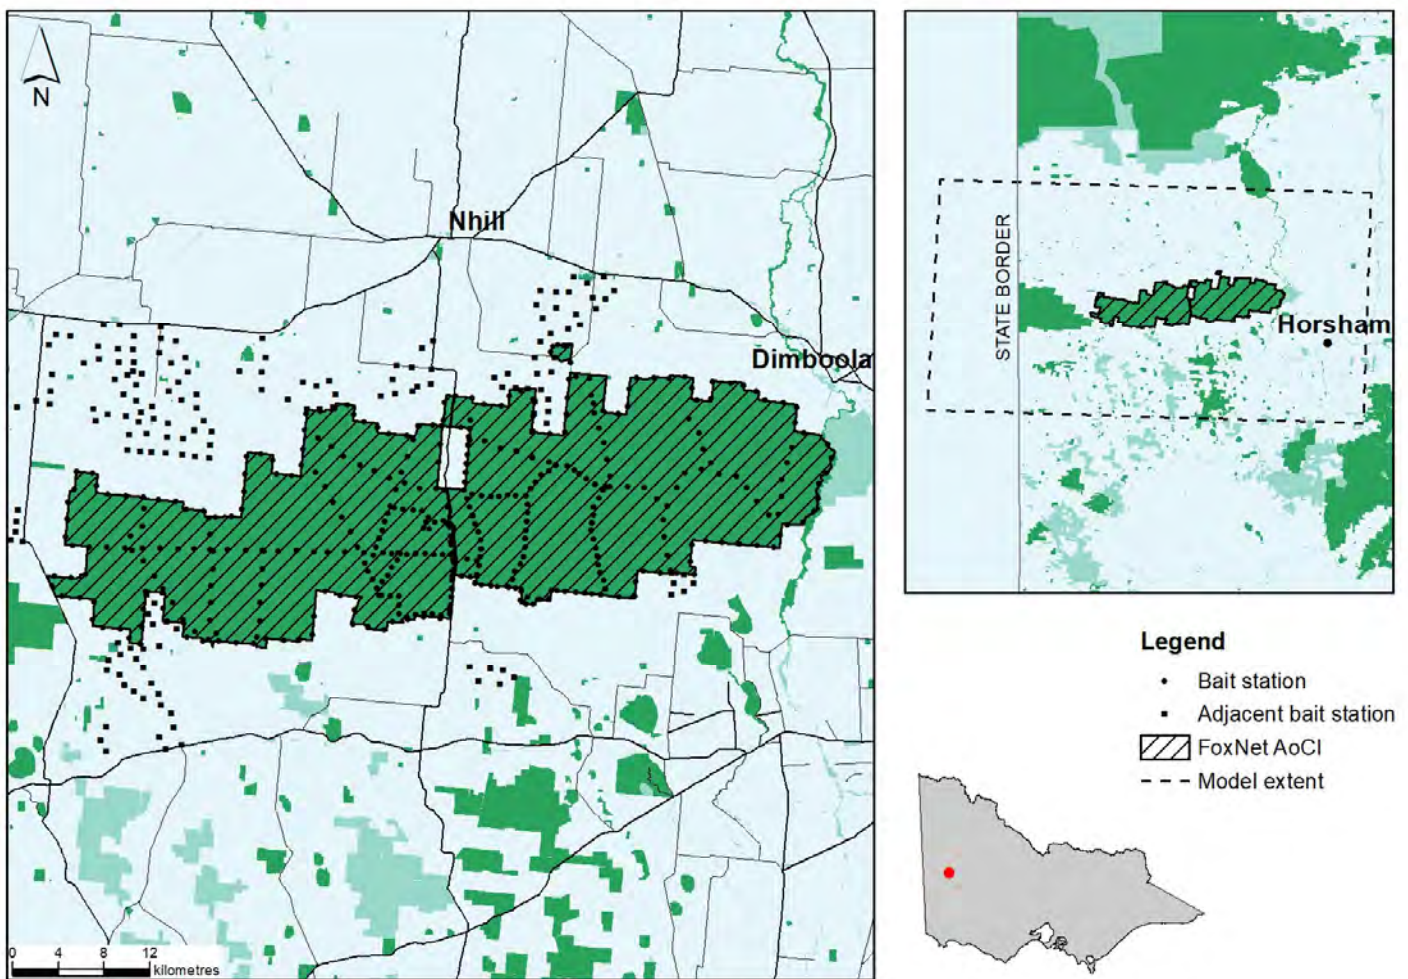 N
Nhill
Dimboola
0 4 8 12
kilometres
STATE BORDER
Horsham
Legend
Bait station
Adjacent bait station
FoxNet AoCI
Model extent